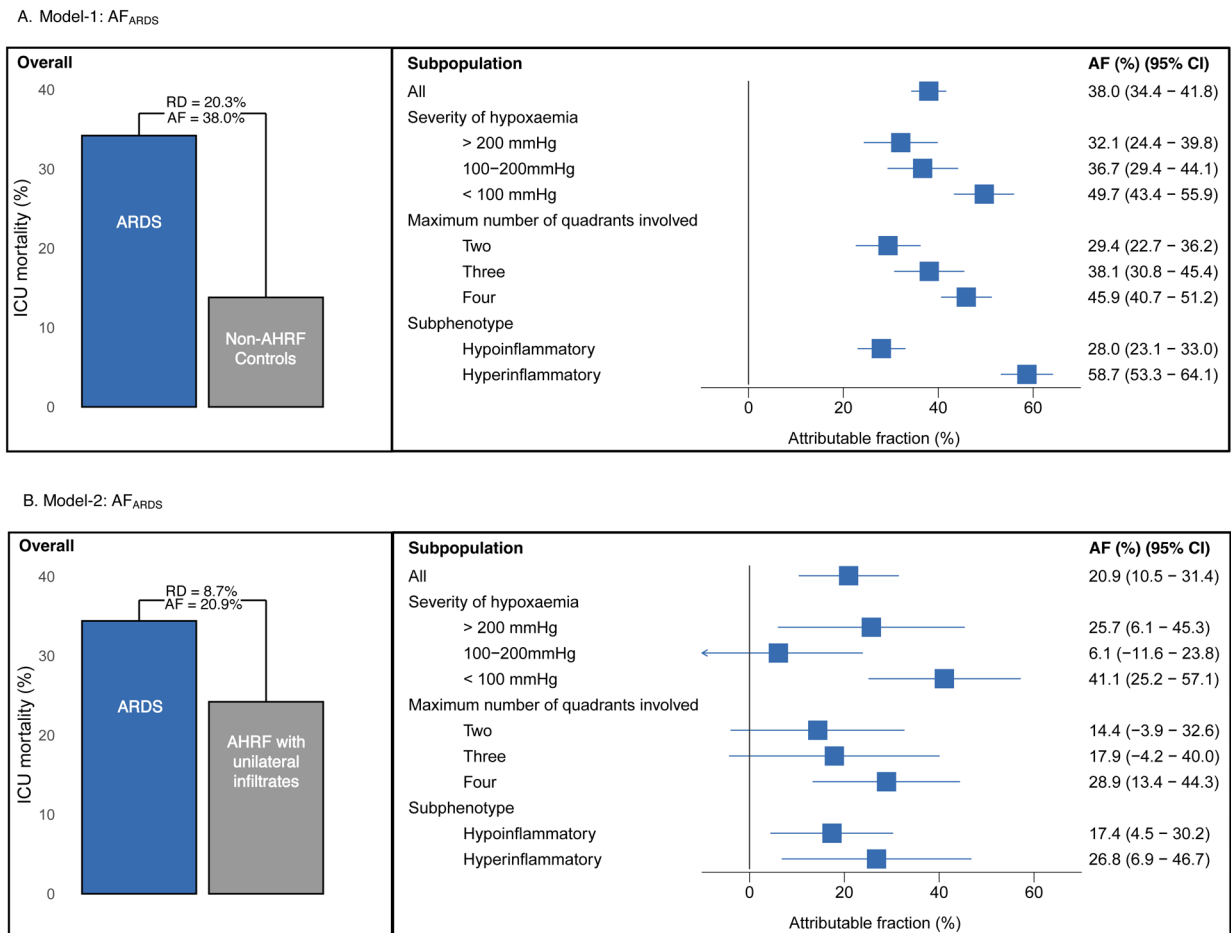 A. Model-1: AFARDS
Overall
ICU mortality (%)
40
30
20
10
0
RD = 20.3%
AF = 38.0%
ARDS
Non-AHRF
Controls
Subpopulation AF (%) (95% CI)
All 38.0 (34.4 − 41.8)
Severity of hypoxaemia
> 200 mmHg 32.1 (24.4 − 39.8)
100−200mmHg 36.7 (29.4 − 44.1)
< 100 mmHg 49.7 (43.4 − 55.9)
Maximum number of quadrants involved
Two 29.4 (22.7 − 36.2)
Three 38.1 (30.8 − 45.4)
Four 45.9 (40.7 − 51.2)
Subphenotype
Hypoinflammatory 28.0 (23.1 − 33.0)
Hyperinflammatory 58.7 (53.3 − 64.1)
0 20 40 60
Attributable fraction (%)
B. Model-2: AFARDS
Overall
ICU mortality (%)
40
30
20
10
0
RD = 8.7%
AF = 20.9%
ARDS
AHRF with
unilateral
infiltrates
Subpopulation AF (%) (95% CI)
All 20.9 (10.5 − 31.4)
Severity of hypoxaemia
> 200 mmHg 25.7 (6.1 − 45.3)
100−200mmHg 6.1 (−11.6 − 23.8)
< 100 mmHg 41.1 (25.2 − 57.1)
Maximum number of quadrants involved
Two 14.4 (−3.9 − 32.6)
Three 17.9 (−4.2 − 40.0)
Four 28.9 (13.4 − 44.3)
Subphenotype
Hypoinflammatory 17.4 (4.5 − 30.2)
Hyperinflammatory 26.8 (6.9 − 46.7)
0 20 40 60
Attributable fraction (%)